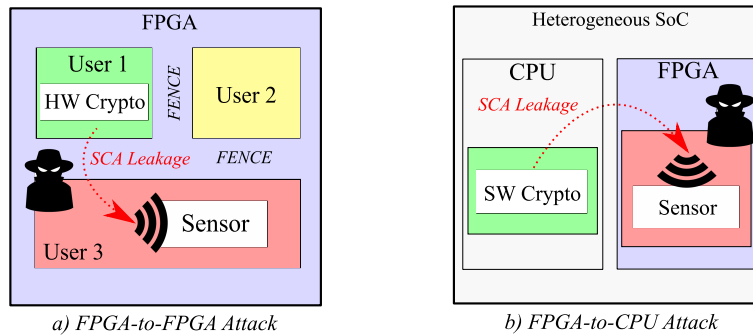 FPGA
User 1
HW Crypto
FENCE
User 2
SCA Leakage
FENCE
Sensor
User 3
a) FPGA-to-FPGA Attack
Heterogeneous SoC
CPU
FPGA
SCA Leakage
SW Crypto
Sensor
b) FPGA-to-CPU Attack